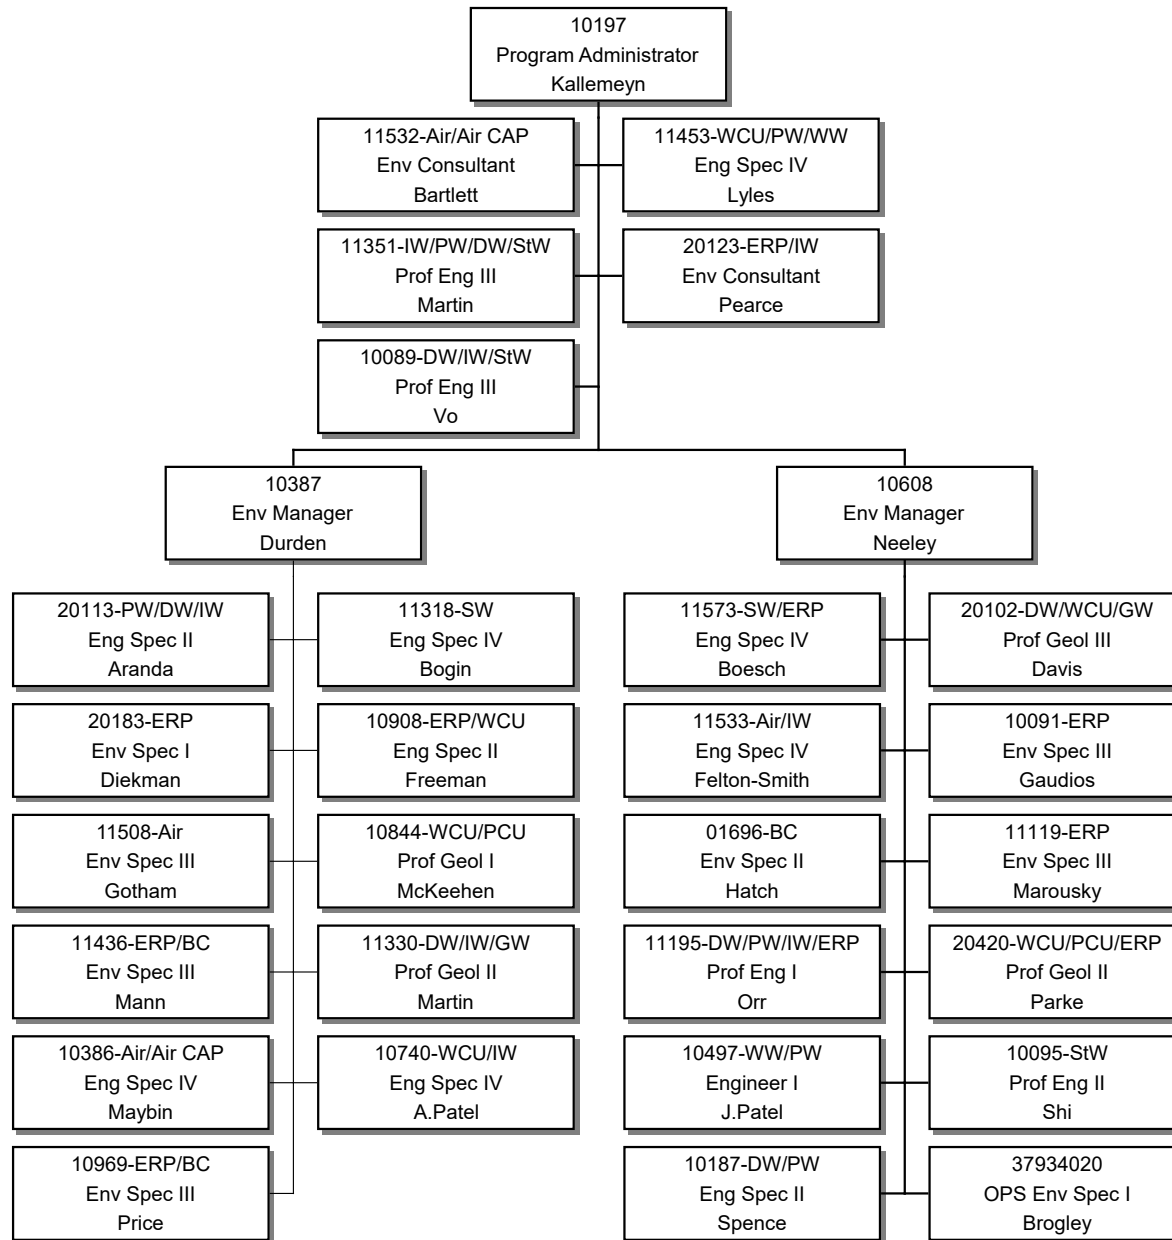 10197
Program Administrator
Kallemeyn
11532-Air/Air CAP
Env Consultant
Bartlett
11453-WCU/PW/WW
Eng Spec IV
Lyles
11351-IW/PW/DW/StW
Prof Eng III
Martin
20123-ERP/IW
Env Consultant
Pearce
10089-DW/IW/StW
Prof Eng III
Vo
10387
Env Manager
Durden
10608
Env Manager
Neeley
20113-PW/DW/IW
Eng Spec II
Aranda
11318-SW
Eng Spec IV
Bogin
20183-ERP
Env Spec I
Diekman
10908-ERP/WCU
Eng Spec II
Freeman
11508-Air
Env Spec III
Gotham
10844-WCU/PCU
Prof Geol I
McKeehen
11436-ERP/BC
Env Spec III
Mann
11330-DW/IW/GW
Prof Geol II
Martin
10386-Air/Air CAP
Eng Spec IV
Maybin
10740-WCU/IW
Eng Spec IV
A.Patel
10969-ERP/BC
Env Spec III
Price
11573-SW/ERP
Eng Spec IV
Boesch
20102-DW/WCU/GW
Prof Geol III
Davis
11533-Air/IW
Eng Spec IV
Felton-Smith
10091-ERP
Env Spec III
Gaudios
01696-BC
Env Spec II
Hatch
11119-ERP
Env Spec III
Marousky
11195-DW/PW/IW/ERP
Prof Eng I
Orr
20420-WCU/PCU/ERP
Prof Geol II
Parke
10497-WW/PW
Engineer I
J.Patel
10095-StW
Prof Eng II
Shi
10187-DW/PW
Eng Spec II
Spence
37934020
OPS Env Spec I
Brogley